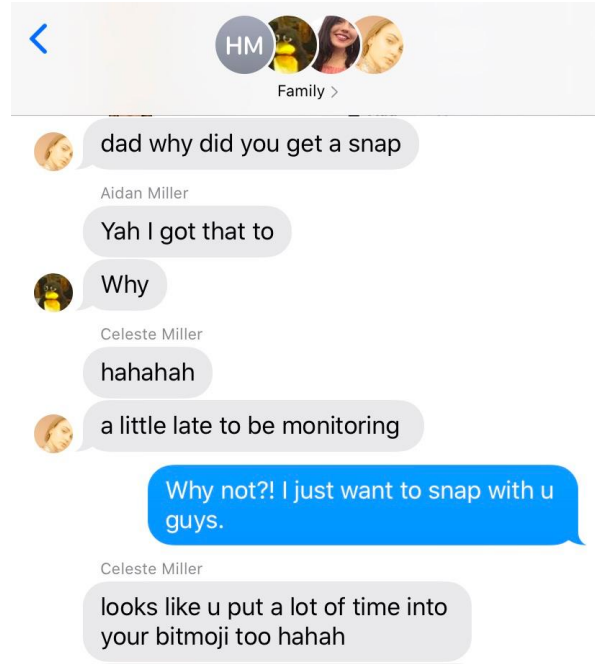 HM
Family >
dad why did you get a snap
Aidan Miller
Yah I got that to
Why
Celeste Miller
hahahah
a little late to be monitoring
Why not?! I just want to snap with u
guys.
Celeste Miller
looks like u put a lot of time into
your bitmoji too hahah